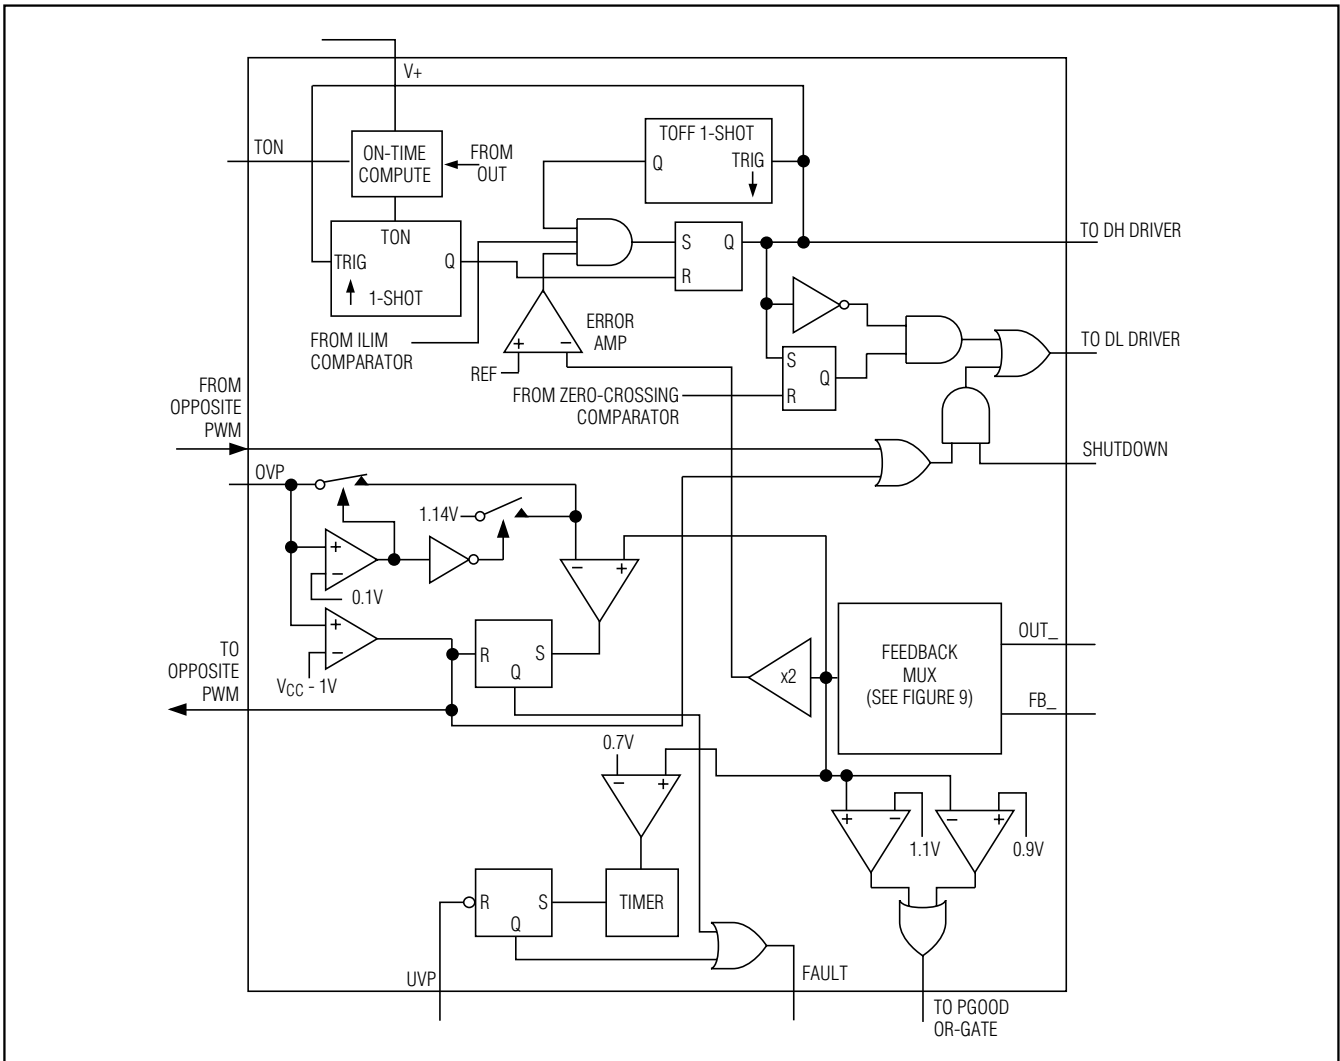 V+
TON
ON-TIME
COMPUTE
FROM
OUT
TOFF 1-SHOT
Q
TRIG
TON
TRIG
Q
1-SHOT
S
Q
R
TO DH DRIVER
FROM ILIM
COMPARATOR
+
−
ERROR
AMP
REF
S
Q
R
FROM ZERO-CROSSING
COMPARATOR
TO DL DRIVER
FROM
OPPOSITE
PWM
SHUTDOWN
OVP
1.14V
+
−
0.1V
−
+
+
−
VCC - 1V
TO
OPPOSITE
PWM
R
S
Q
x2
FEEDBACK
MUX
(SEE FIGURE 9)
OUT_
FB_
0.7V
−
+
+
−
1.1V
−
+
0.9V
R
S
Q
TIMER
UVP
FAULT
TO PGOOD
OR-GATE